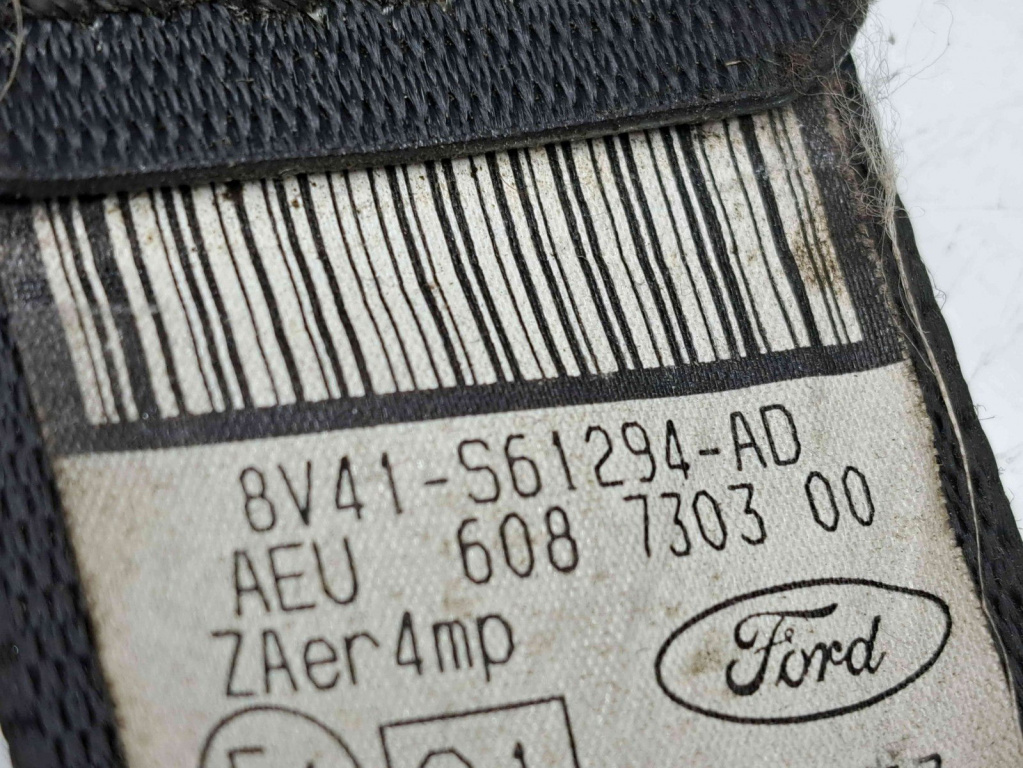 8V41-S61294-AD
AEU 608 7303 00
ZAer4mp
Ford